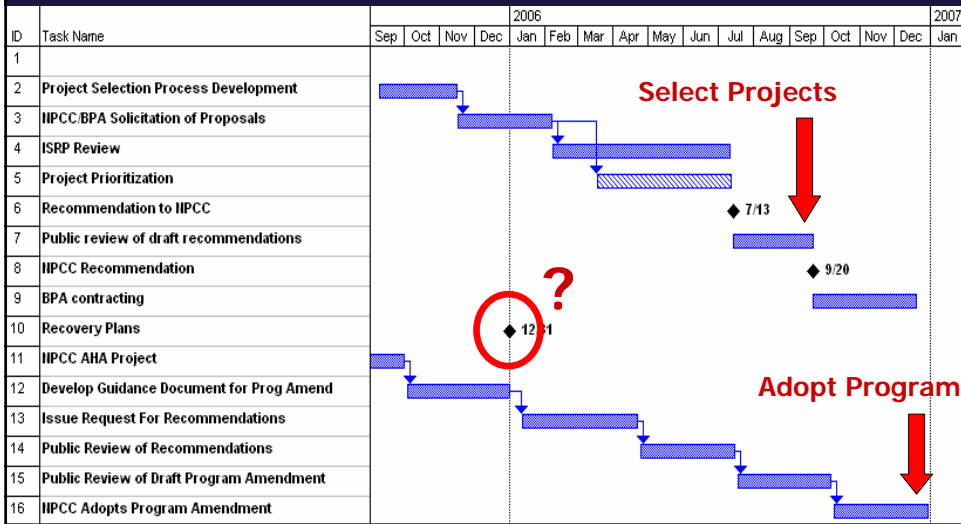 2006 2007
ID Task Name Sep Oct Nov Dec Jan Feb Mar Apr May Jun Jul Aug Sep Oct Nov Dec Jan
1
2 Project Selection Process Development
Select Projects
3 NPCC/BPA Solicitation of Proposals
4 ISRP Review
5 Project Prioritization
6 Recommendation to NPCC 7/13
7 Public review of draft recommendations
8 NPCC Recommendation 9/20
?
9 BPA contracting
10 Recovery Plans 12/31
11 NPCC AHA Project
12 Develop Guidance Document for Prog Amend
Adopt Program
13 Issue Request For Recommendations
14 Public Review of Recommendations
15 Public Review of Draft Program Amendment
16 NPCC Adopts Program Amendment